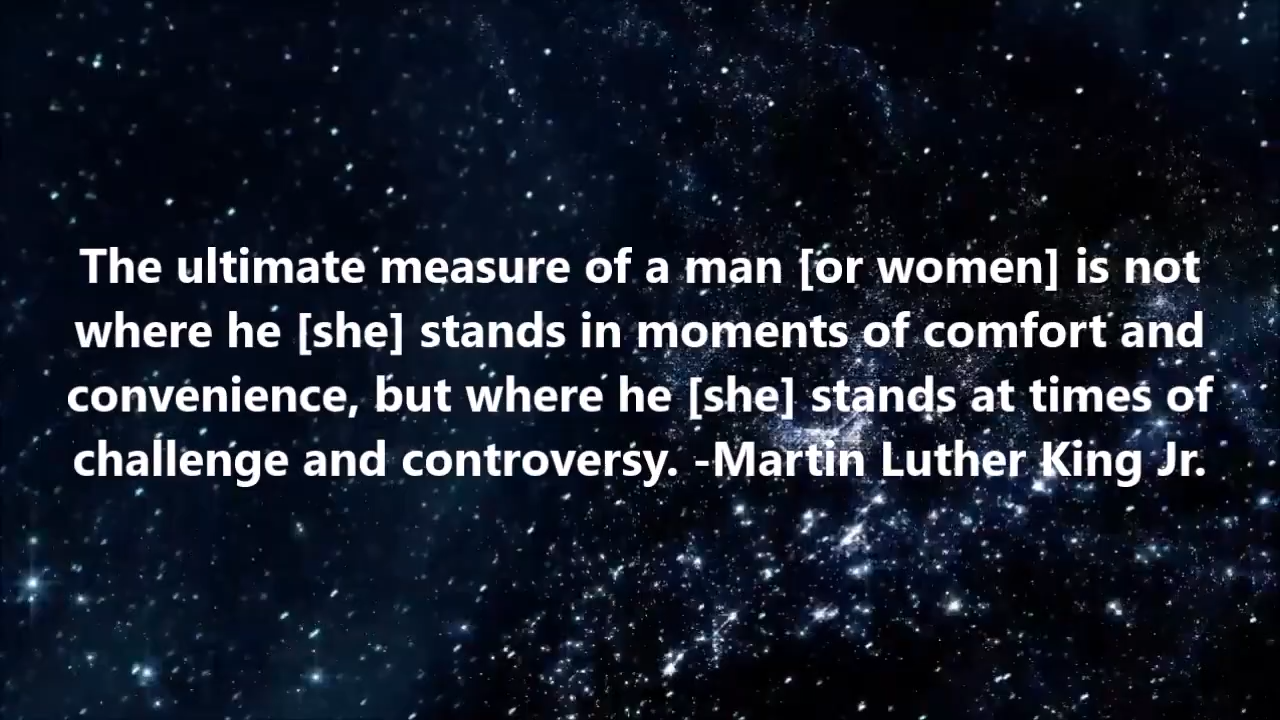 The ultimate measure of a man [or women] is not
where he [she] stands in moments of comfort and
convenience, but where he [she] stands at times of
challenge and controversy. -Martin Luther King Jr.